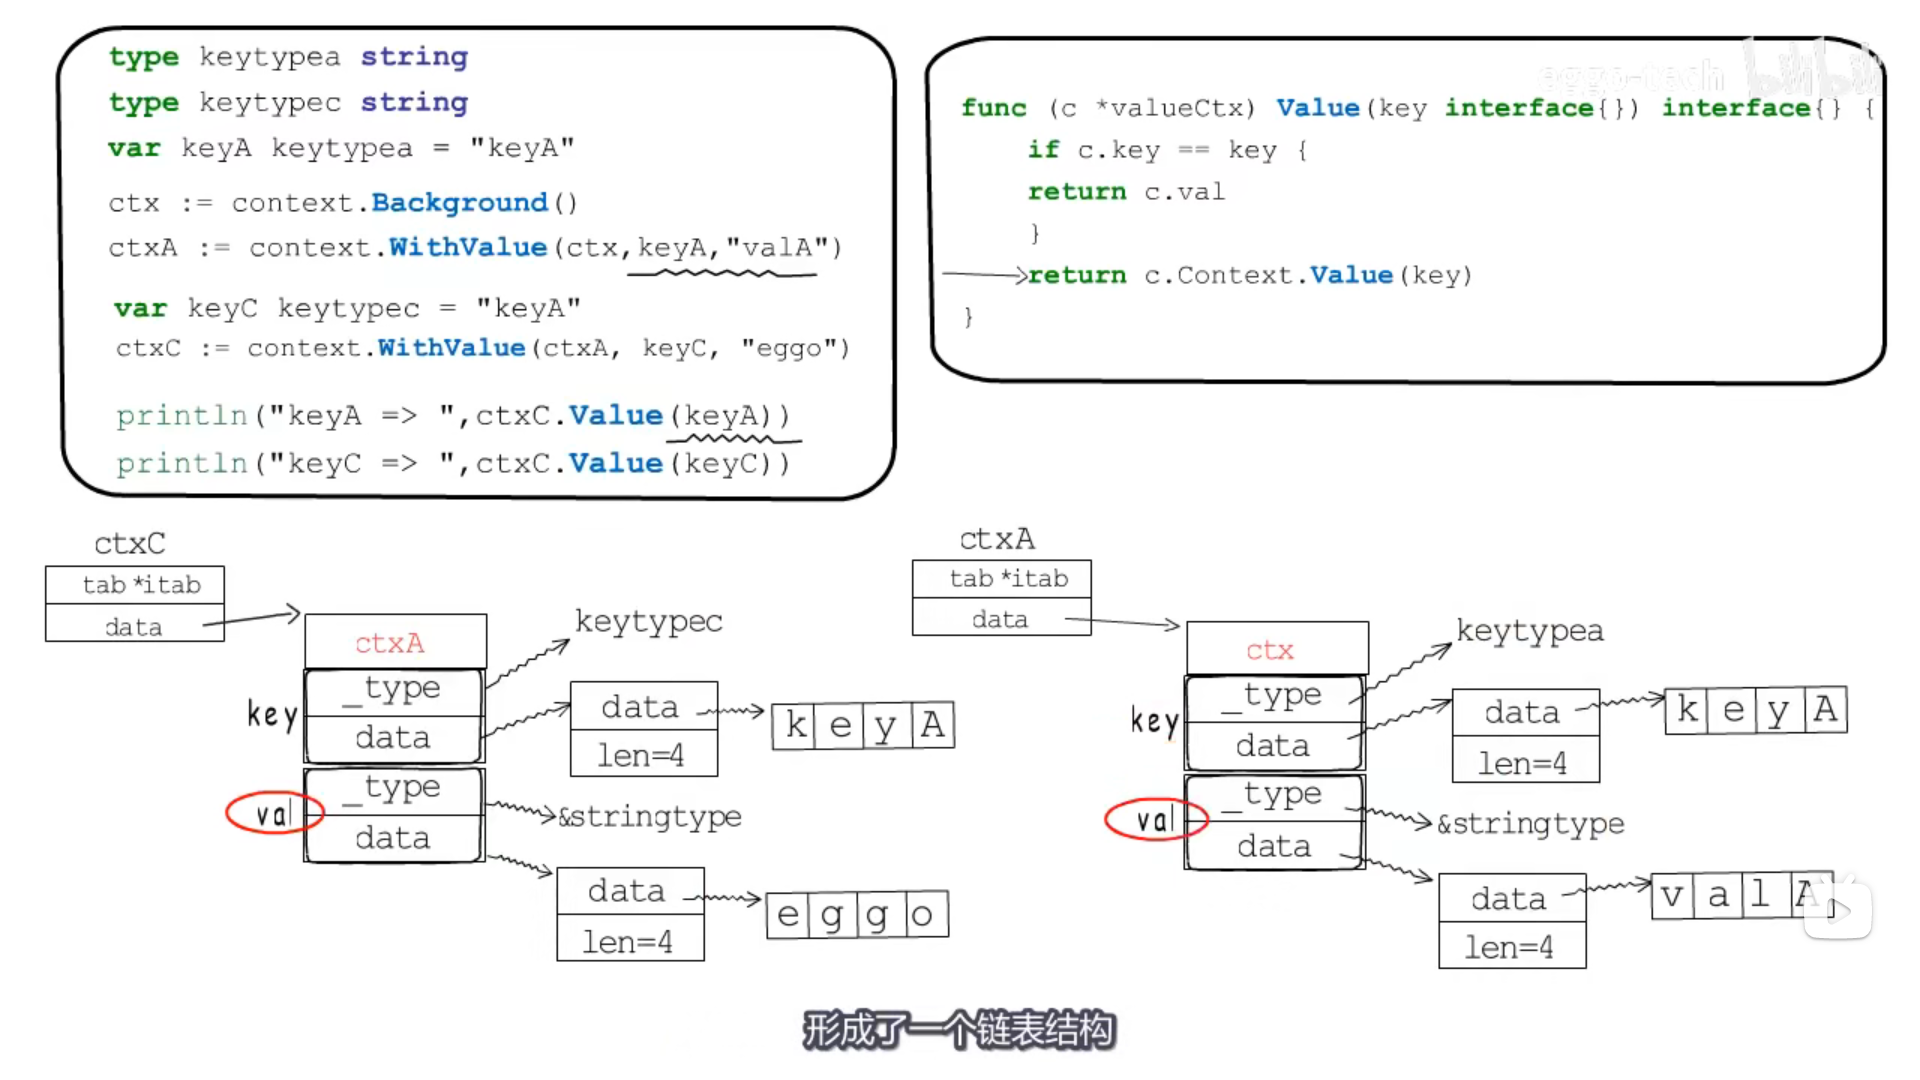 type keytypea string
type keytypec string
var keyA keytypea = "keyA"
ctx := context.Background()
ctxA := context.WithValue(ctx,keyA,"valA")
var keyC keytypec = "keyA"
ctxC := context.WithValue(ctxA, keyC, "eggo")
println("keyA => ",ctxC.Value(keyA))
println("keyC => ",ctxC.Value(keyC))
eggo-tech bilibili
func (c *valueCtx) Value(key interface{}) interface{} {
if c.key == key {
return c.val
}
return c.Context.Value(key)
}
ctxC
tab *itab
data
ctxA
key
_type
data
val
_type
data
keytypec
data
len=4
k e y A
&stringtype
data
len=4
e g g o
ctxA
tab *itab
data
ctx
key
_type
data
val
_type
data
keytypea
data
len=4
k e y A
&stringtype
data
len=4
v a l A
形成了一个链表结构